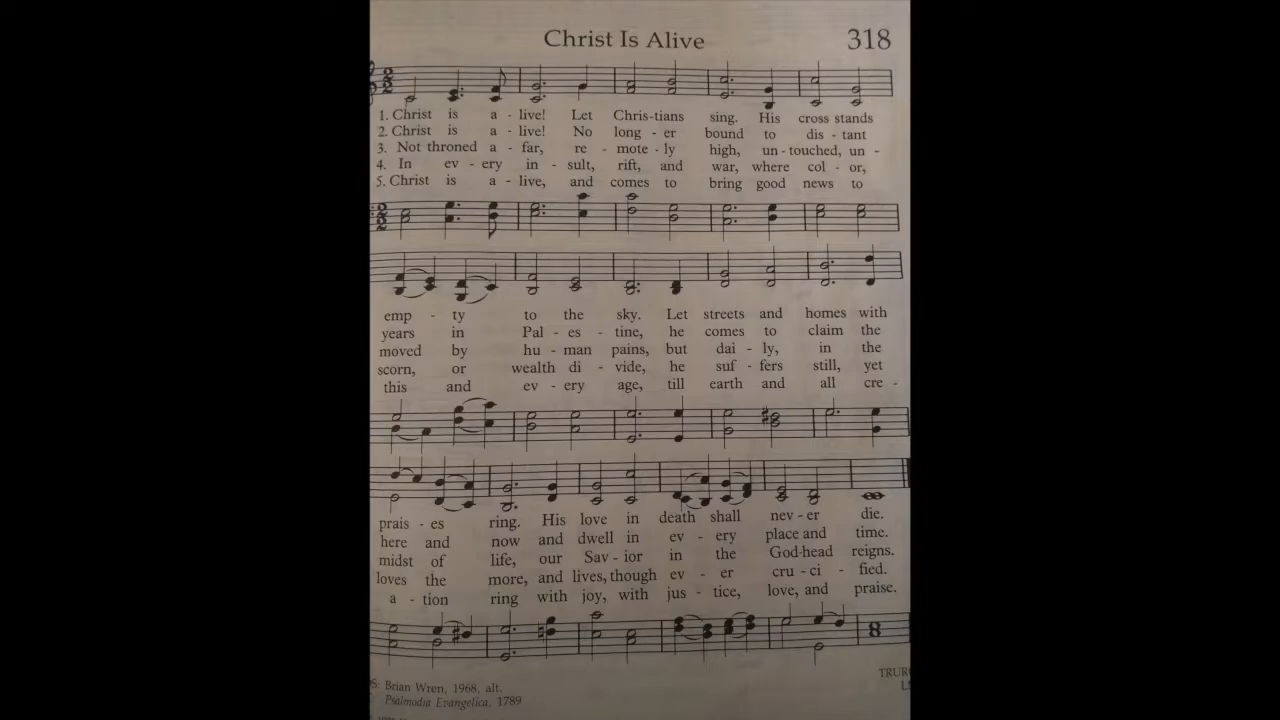 Christ Is Alive 318
1. Christ is a - live! Let Chris-tians sing. His cross stands
2. Christ is a - live! No long - er bound to dis - tant
3. Not throned a - far, re - mote - ly high, un - touched, un -
4. In ev - ery in - sult, rift, and war, where col - or,
5. Christ is a - live, and comes to bring good news to
emp - ty to the sky. Let streets and homes with
years in Pal - es - tine, he comes to claim the
moved by hu - man pains, but dai - ly, in the
scorn, or wealth di - vide, he suf - fers still, yet
this and ev - ery age, till earth and all cre -
prais - es ring. His love in death shall nev - er die.
here and now and dwell in ev - ery place and time.
midst of life, our Sav - ior in the God-head reigns.
loves the more, and lives, though ev - er cru - ci - fied.
a - tion ring with joy, with jus - tice, love, and praise.
8
S: Brian Wren, 1968, alt. TRURO
: Psalmodia Evangelica, 1789 L